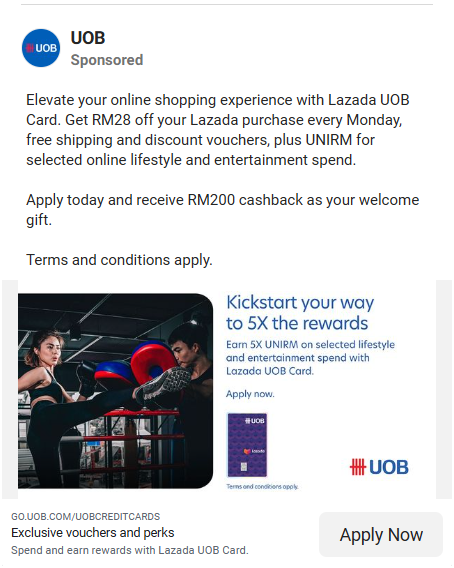 UOB
UOB
Sponsored
Elevate your online shopping experience with Lazada UOB
Card. Get RM28 off your Lazada purchase every Monday,
free shipping and discount vouchers, plus UNIRM for
selected online lifestyle and entertainment spend.
Apply today and receive RM200 cashback as your welcome
gift.
Terms and conditions apply.
Kickstart your way
to 5X the rewards
Earn 5X UNIRM on selected lifestyle
and entertainment spend with
Lazada UOB Card.
Apply now.
UOB
Lazada
UOB
Terms and conditions apply.
GO.UOB.COM/UOBCREDITCARDS
Exclusive vouchers and perks
Spend and earn rewards with Lazada UOB Card.
Apply Now